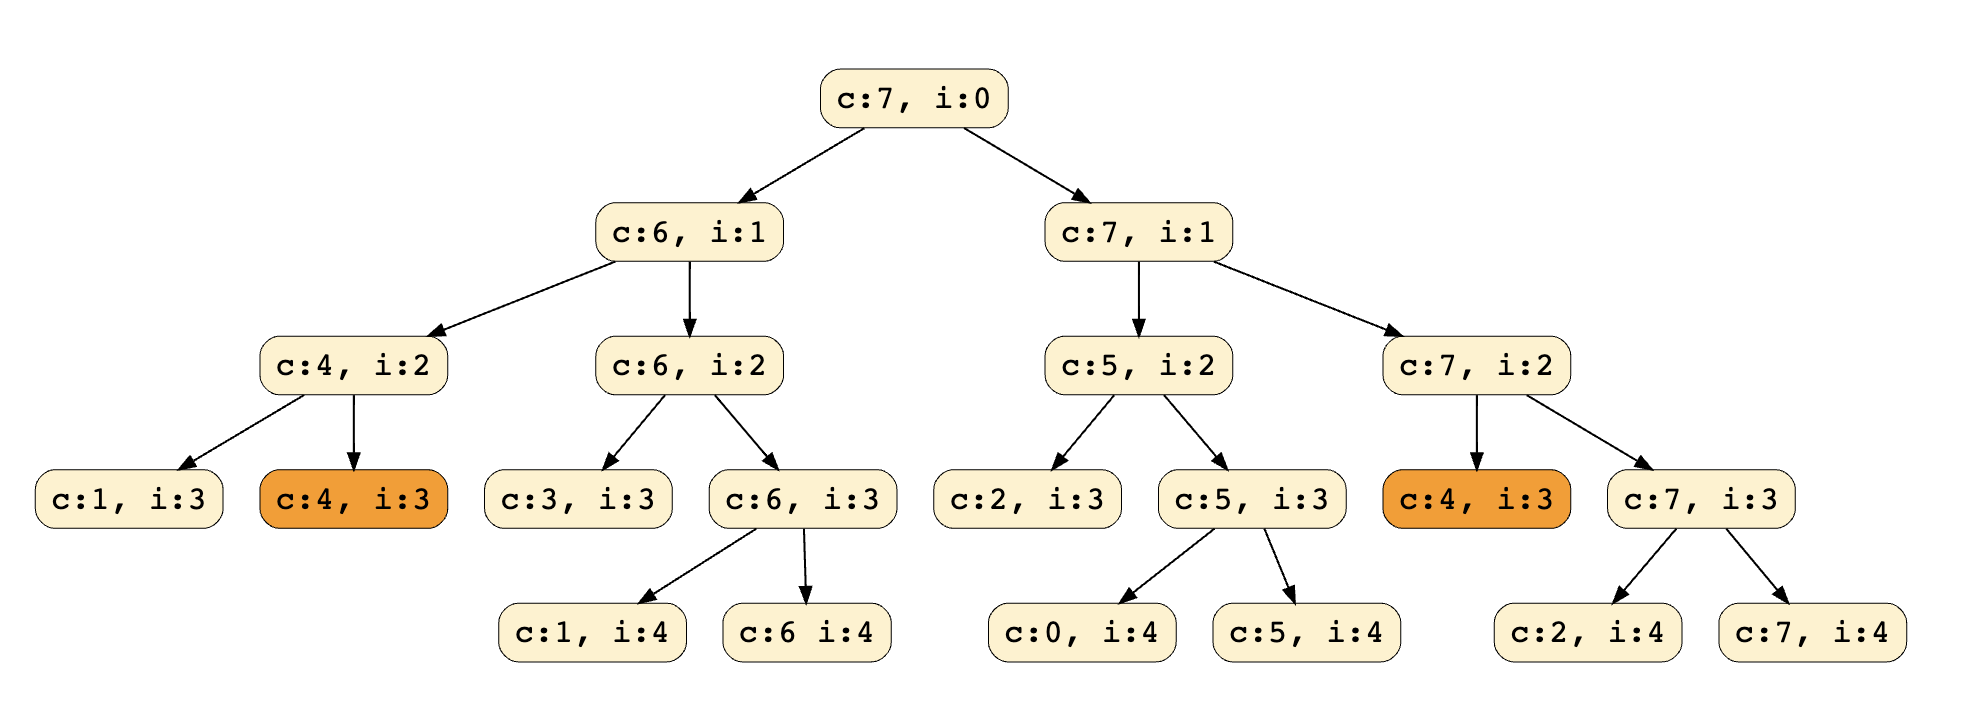 c:7, i:0
c:6, i:1
c:7, i:1
c:4, i:2
c:6, i:2
c:5, i:2
c:7, i:2
c:1, i:3
c:4, i:3
c:3, i:3
c:6, i:3
c:2, i:3
c:5, i:3
c:4, i:3
c:7, i:3
c:1, i:4
c:6 i:4
c:0, i:4
c:5, i:4
c:2, i:4
c:7, i:4